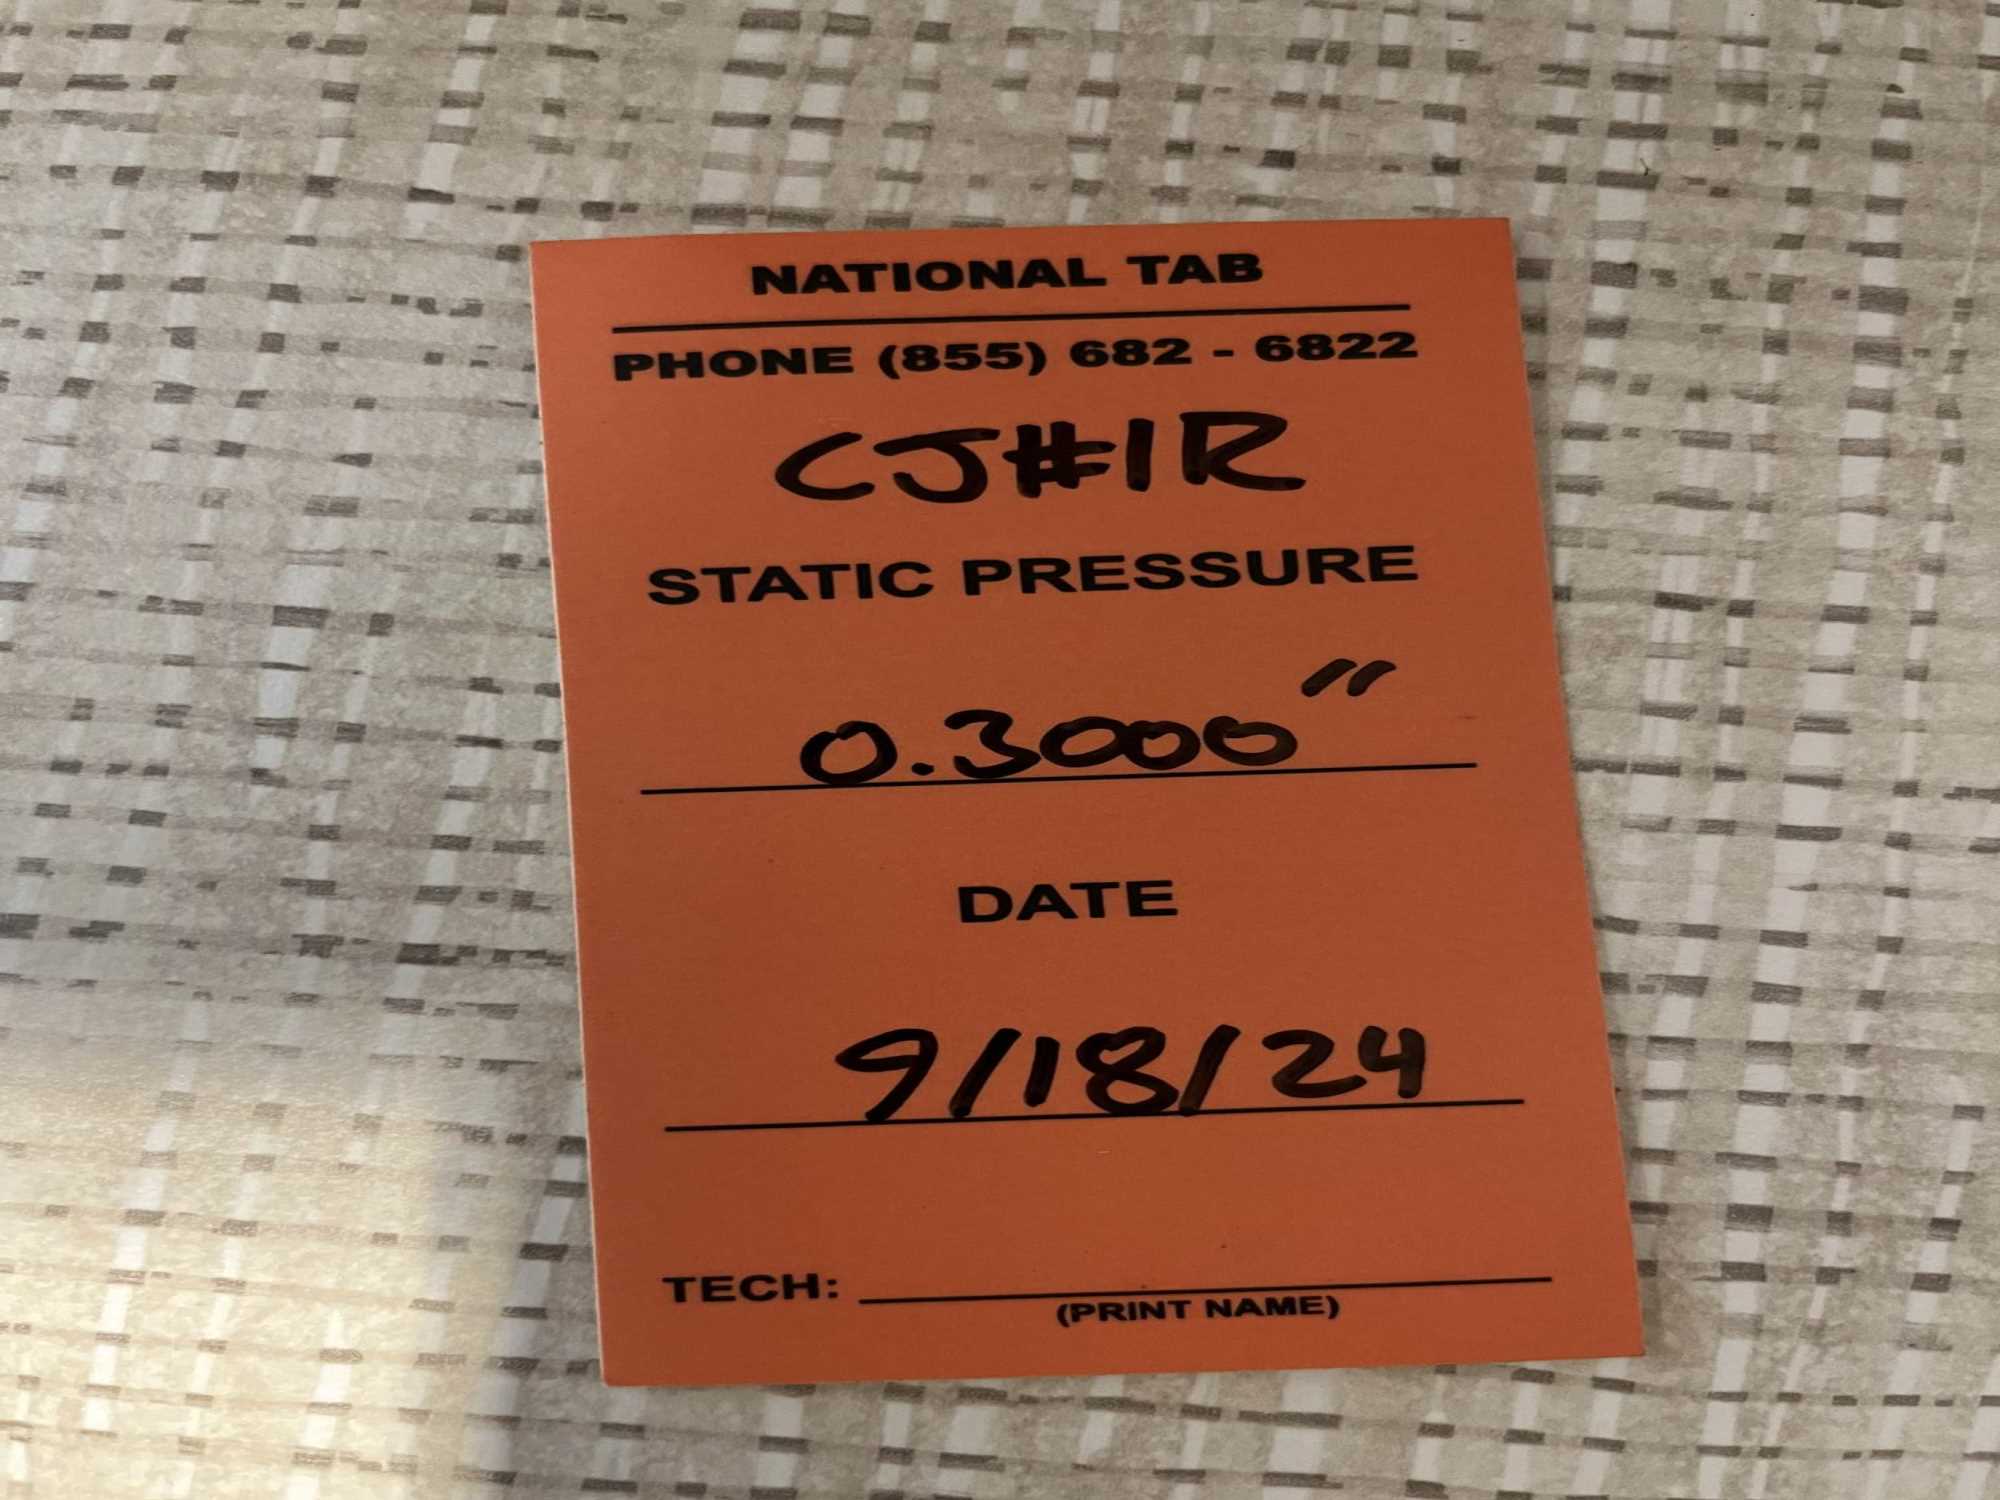 NATIONAL TAB
PHONE (855) 682 - 6822
CJ#1R
STATIC PRESSURE
0.3000"
DATE
9/18/24
TECH:
(PRINT NAME)